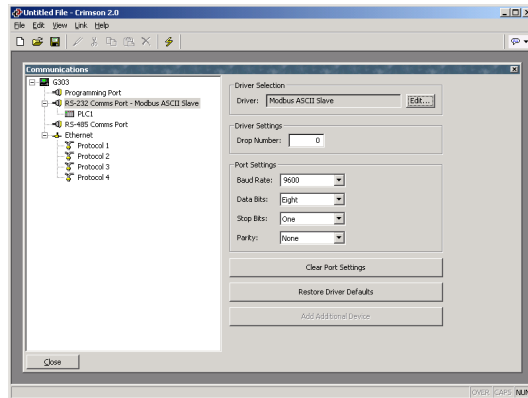 Untitled File - Crimson 2.0
File Edit View Link Help
Communications
G303
Programming Port
RS-232 Comms Port - Modbus ASCII Slave
PLC1
RS-485 Comms Port
Ethernet
Protocol 1
Protocol 2
Protocol 3
Protocol 4
Driver Selection
Driver: Modbus ASCII Slave Edit...
Driver Settings
Drop Number: 0
Port Settings
Baud Rate: 9600
Data Bits: Eight
Stop Bits: One
Parity: None
Clear Port Settings
Restore Driver Defaults
Add Additional Device
Close
OVER CAPS NUM